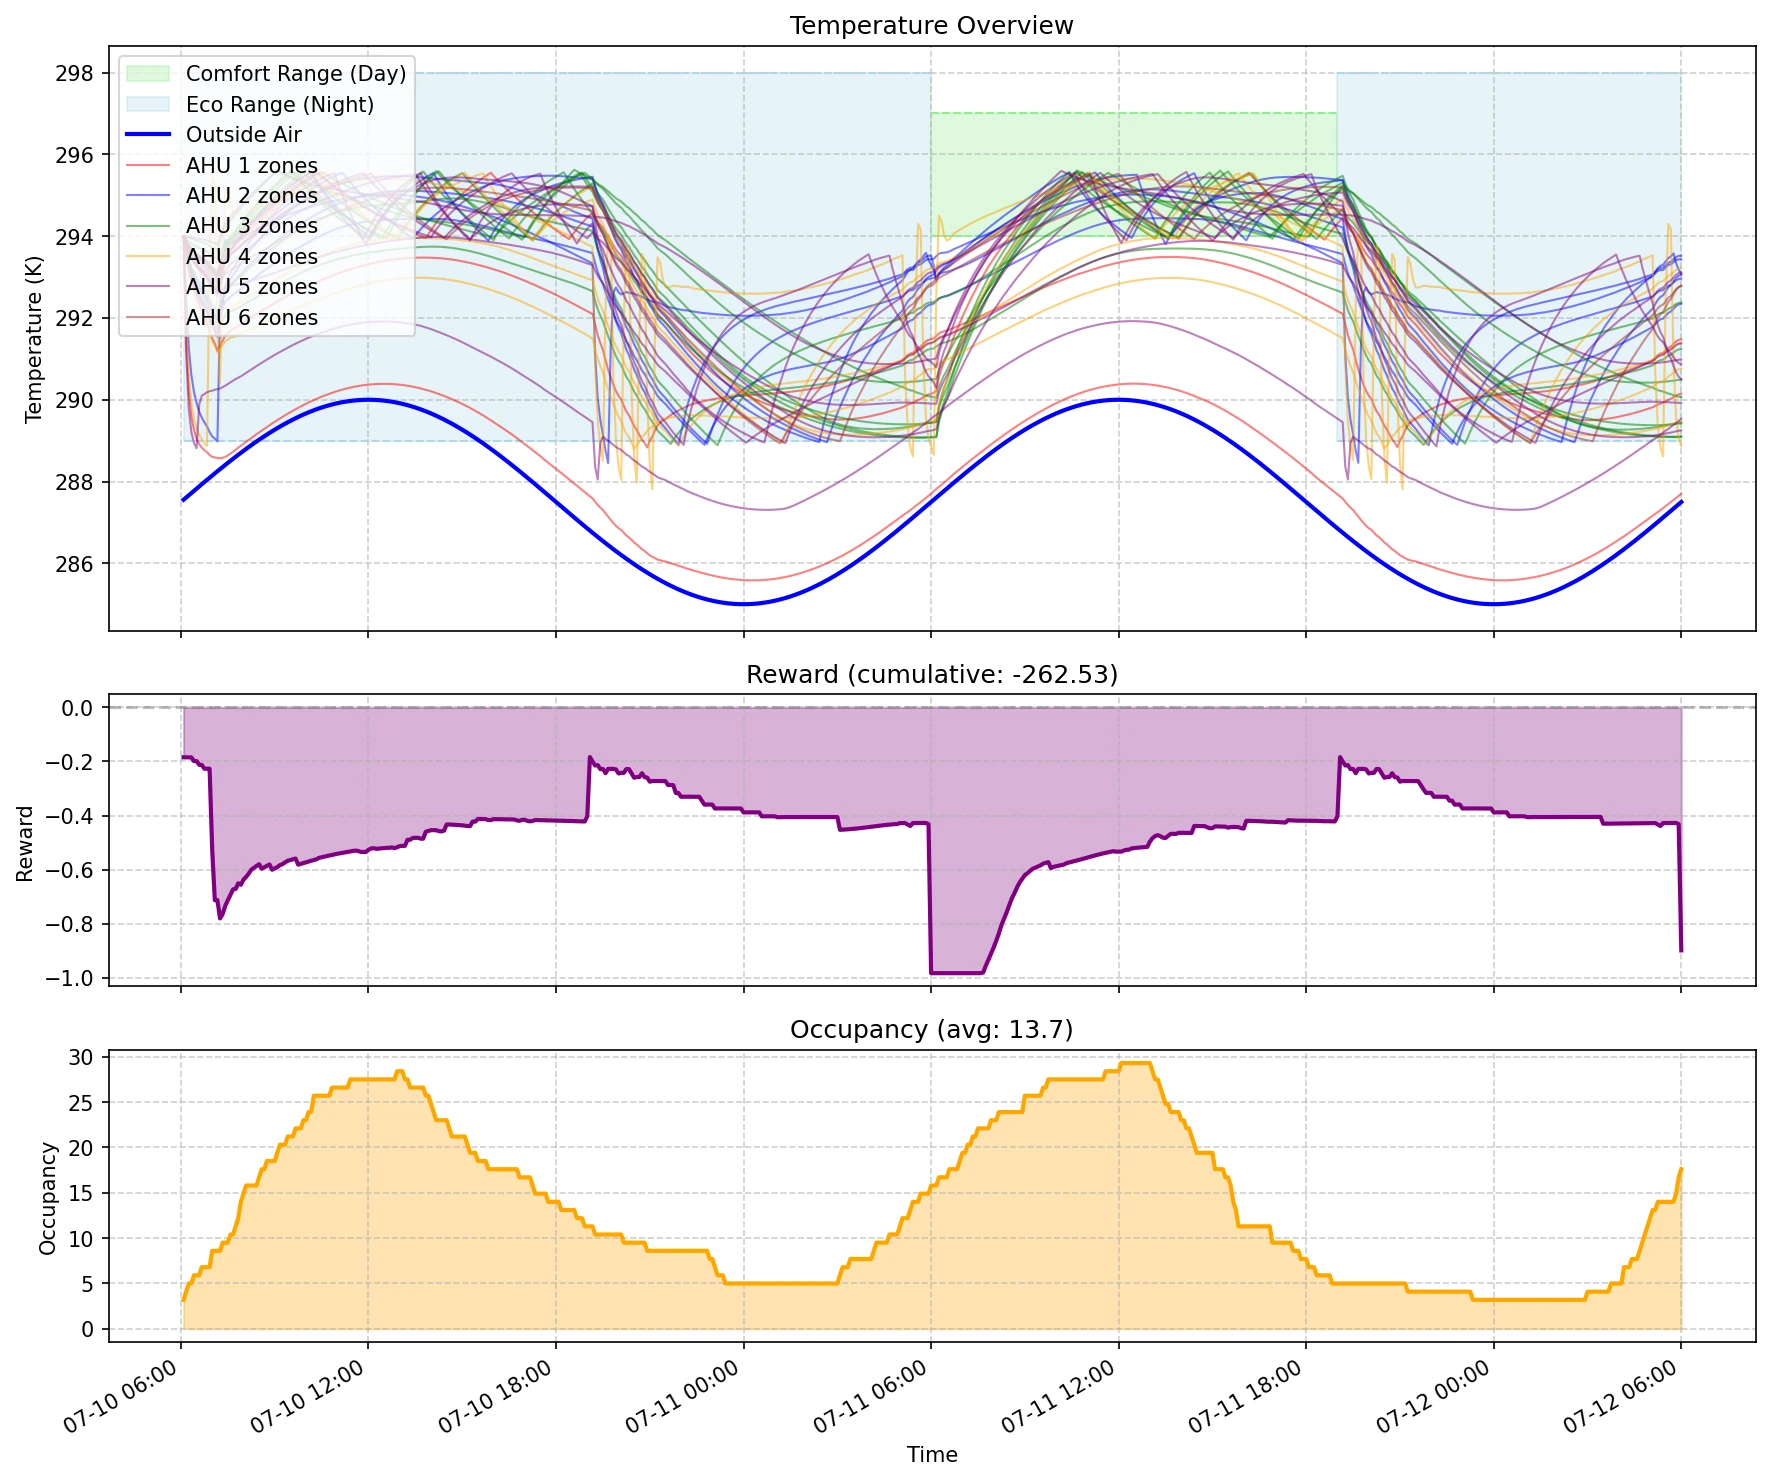 Temperature Overview
Temperature (K)
298
296
294
292
290
288
286
Comfort Range (Day)
Eco Range (Night)
Outside Air
AHU 1 zones
AHU 2 zones
AHU 3 zones
AHU 4 zones
AHU 5 zones
AHU 6 zones
Reward (cumulative: -262.53)
Reward
0.0
−0.2
−0.4
−0.6
−0.8
−1.0
Occupancy (avg: 13.7)
Occupancy
30
25
20
15
10
5
0
07-10 06:00
07-10 12:00
07-10 18:00
07-11 00:00
07-11 06:00
07-11 12:00
07-11 18:00
07-12 00:00
07-12 06:00
Time